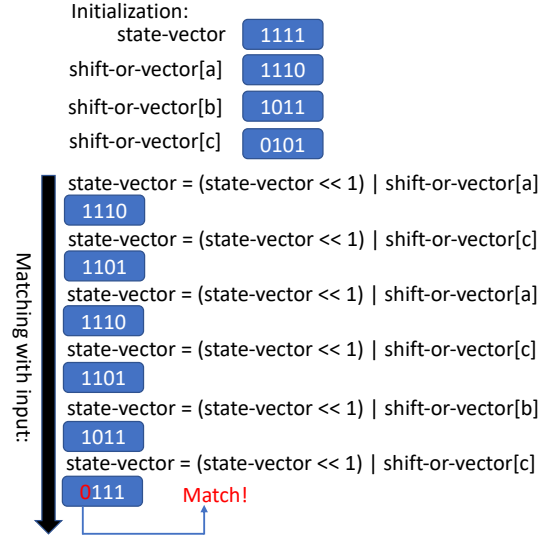 Initialization:
state-vector 1111
shift-or-vector[a] 1110
shift-or-vector[b] 1011
shift-or-vector[c] 0101
Matching with input:
state-vector = (state-vector << 1) | shift-or-vector[a]
1110
state-vector = (state-vector << 1) | shift-or-vector[c]
1101
state-vector = (state-vector << 1) | shift-or-vector[a]
1110
state-vector = (state-vector << 1) | shift-or-vector[c]
1101
state-vector = (state-vector << 1) | shift-or-vector[b]
1011
state-vector = (state-vector << 1) | shift-or-vector[c]
0111 Match!